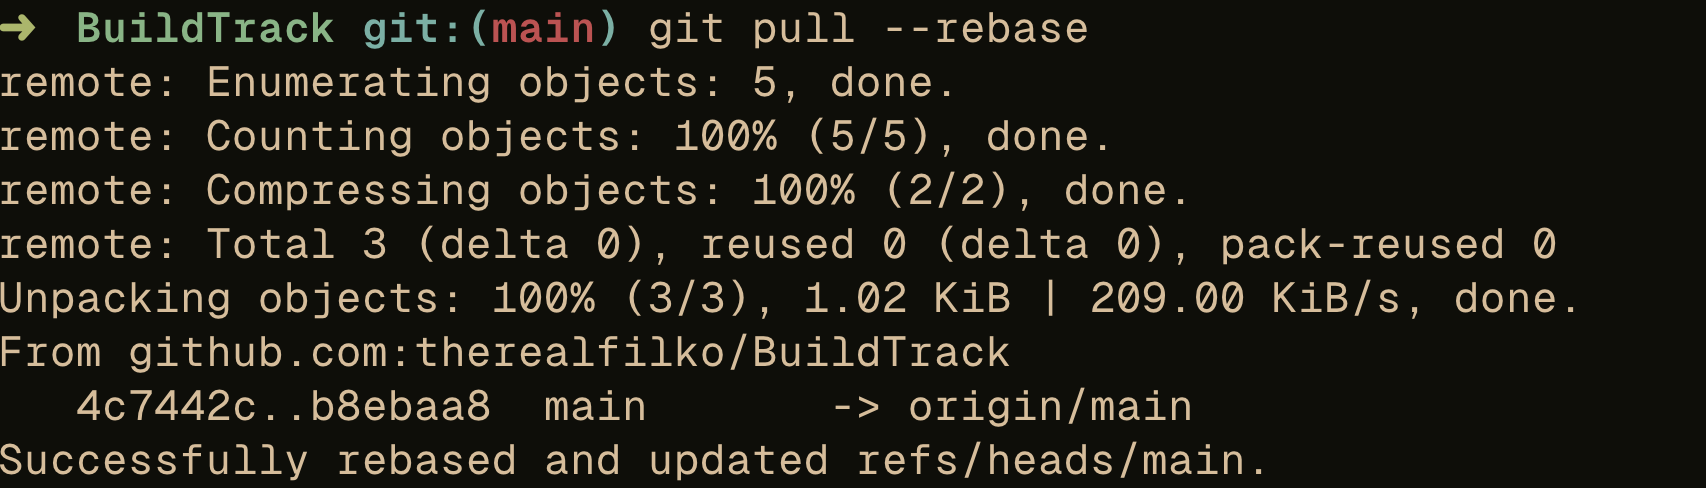 ➜  BuildTrack git:(main) git pull --rebase
remote: Enumerating objects: 5, done.
remote: Counting objects: 100% (5/5), done.
remote: Compressing objects: 100% (2/2), done.
remote: Total 3 (delta 0), reused 0 (delta 0), pack-reused 0
Unpacking objects: 100% (3/3), 1.02 KiB | 209.00 KiB/s, done.
From github.com:therealfilko/BuildTrack
   4c7442c..b8ebaa8  main       -> origin/main
Successfully rebased and updated refs/heads/main.